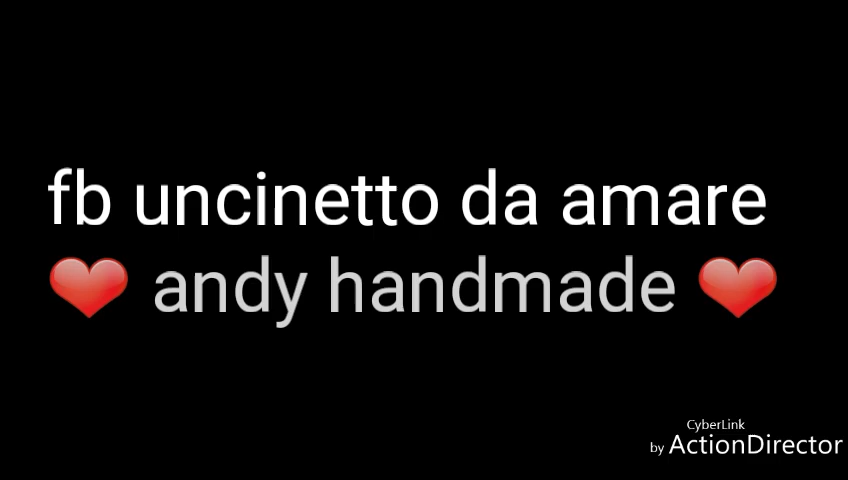 fb uncinetto da amare
❤ andy handmade ❤
CyberLink
by ActionDirector